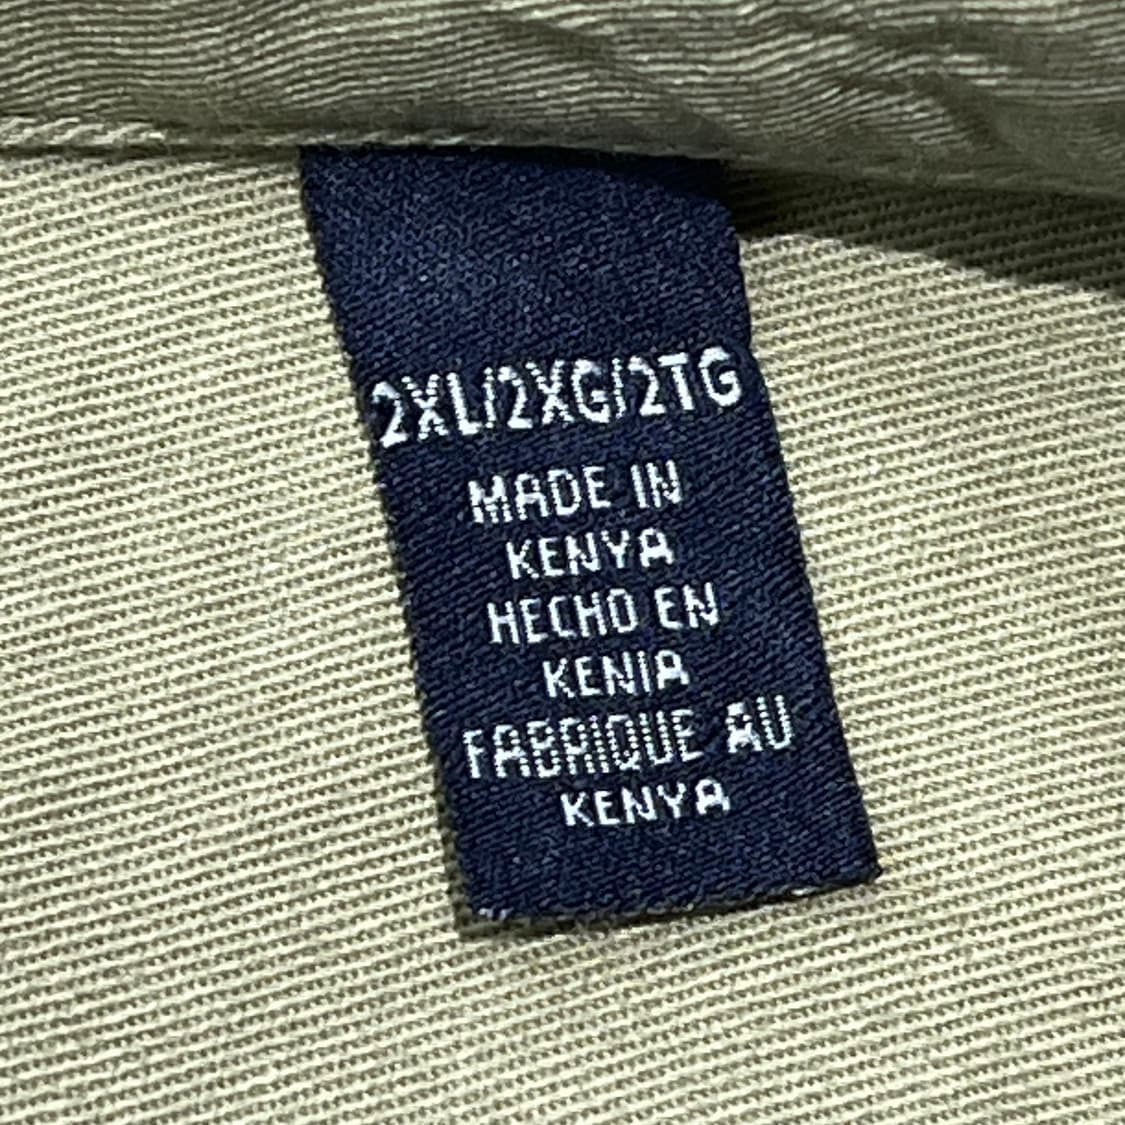 2XL/2XG/2TG
MADE IN
KENYA
HECHO EN
KENIA
FABRIQUE AU
KENYA